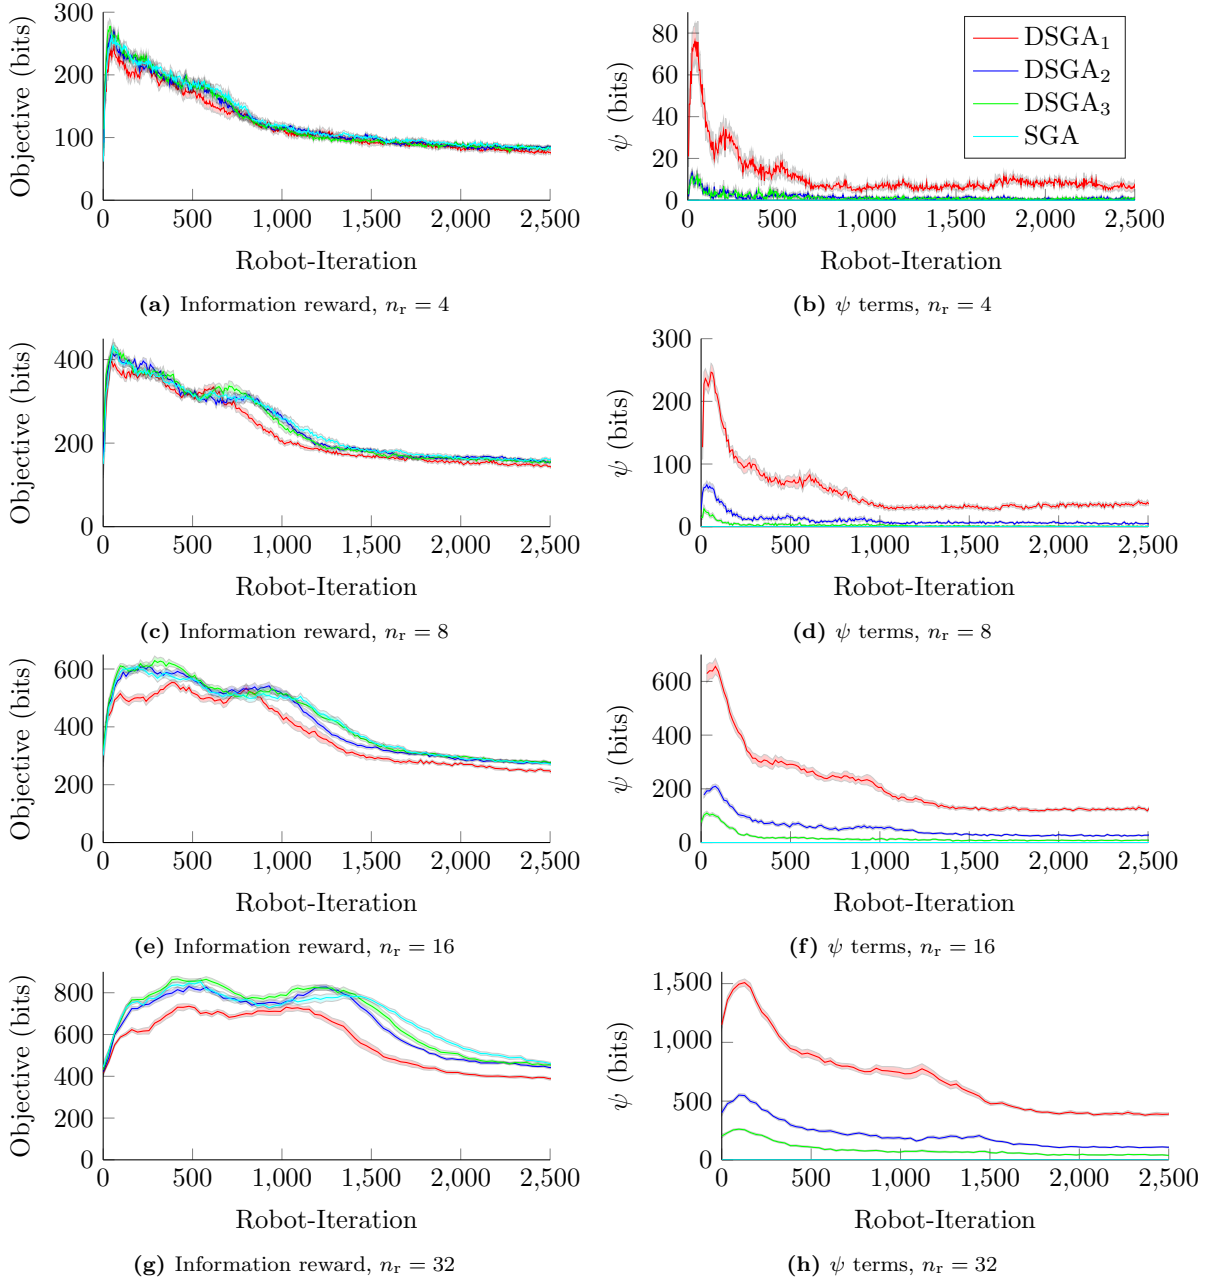 300
200
100
0
0
500
1,000
1,500
2,000
2,500
Objective (bits)
Robot-Iteration
(a) Information reward, nr = 4
80
60
40
20
0
0
500
1,000
1,500
2,000
2,500
ψ (bits)
Robot-Iteration
DSGA1
DSGA2
DSGA3
SGA
(b) ψ terms, nr = 4
400
200
0
0
500
1,000
1,500
2,000
2,500
Objective (bits)
Robot-Iteration
(c) Information reward, nr = 8
300
200
100
0
0
500
1,000
1,500
2,000
2,500
ψ (bits)
Robot-Iteration
(d) ψ terms, nr = 8
600
400
200
0
0
500
1,000
1,500
2,000
2,500
Objective (bits)
Robot-Iteration
(e) Information reward, nr = 16
600
400
200
0
0
500
1,000
1,500
2,000
2,500
ψ (bits)
Robot-Iteration
(f) ψ terms, nr = 16
800
600
400
200
0
0
500
1,000
1,500
2,000
2,500
Objective (bits)
Robot-Iteration
(g) Information reward, nr = 32
1,500
1,000
500
0
0
500
1,000
1,500
2,000
2,500
ψ (bits)
Robot-Iteration
(h) ψ terms, nr = 32